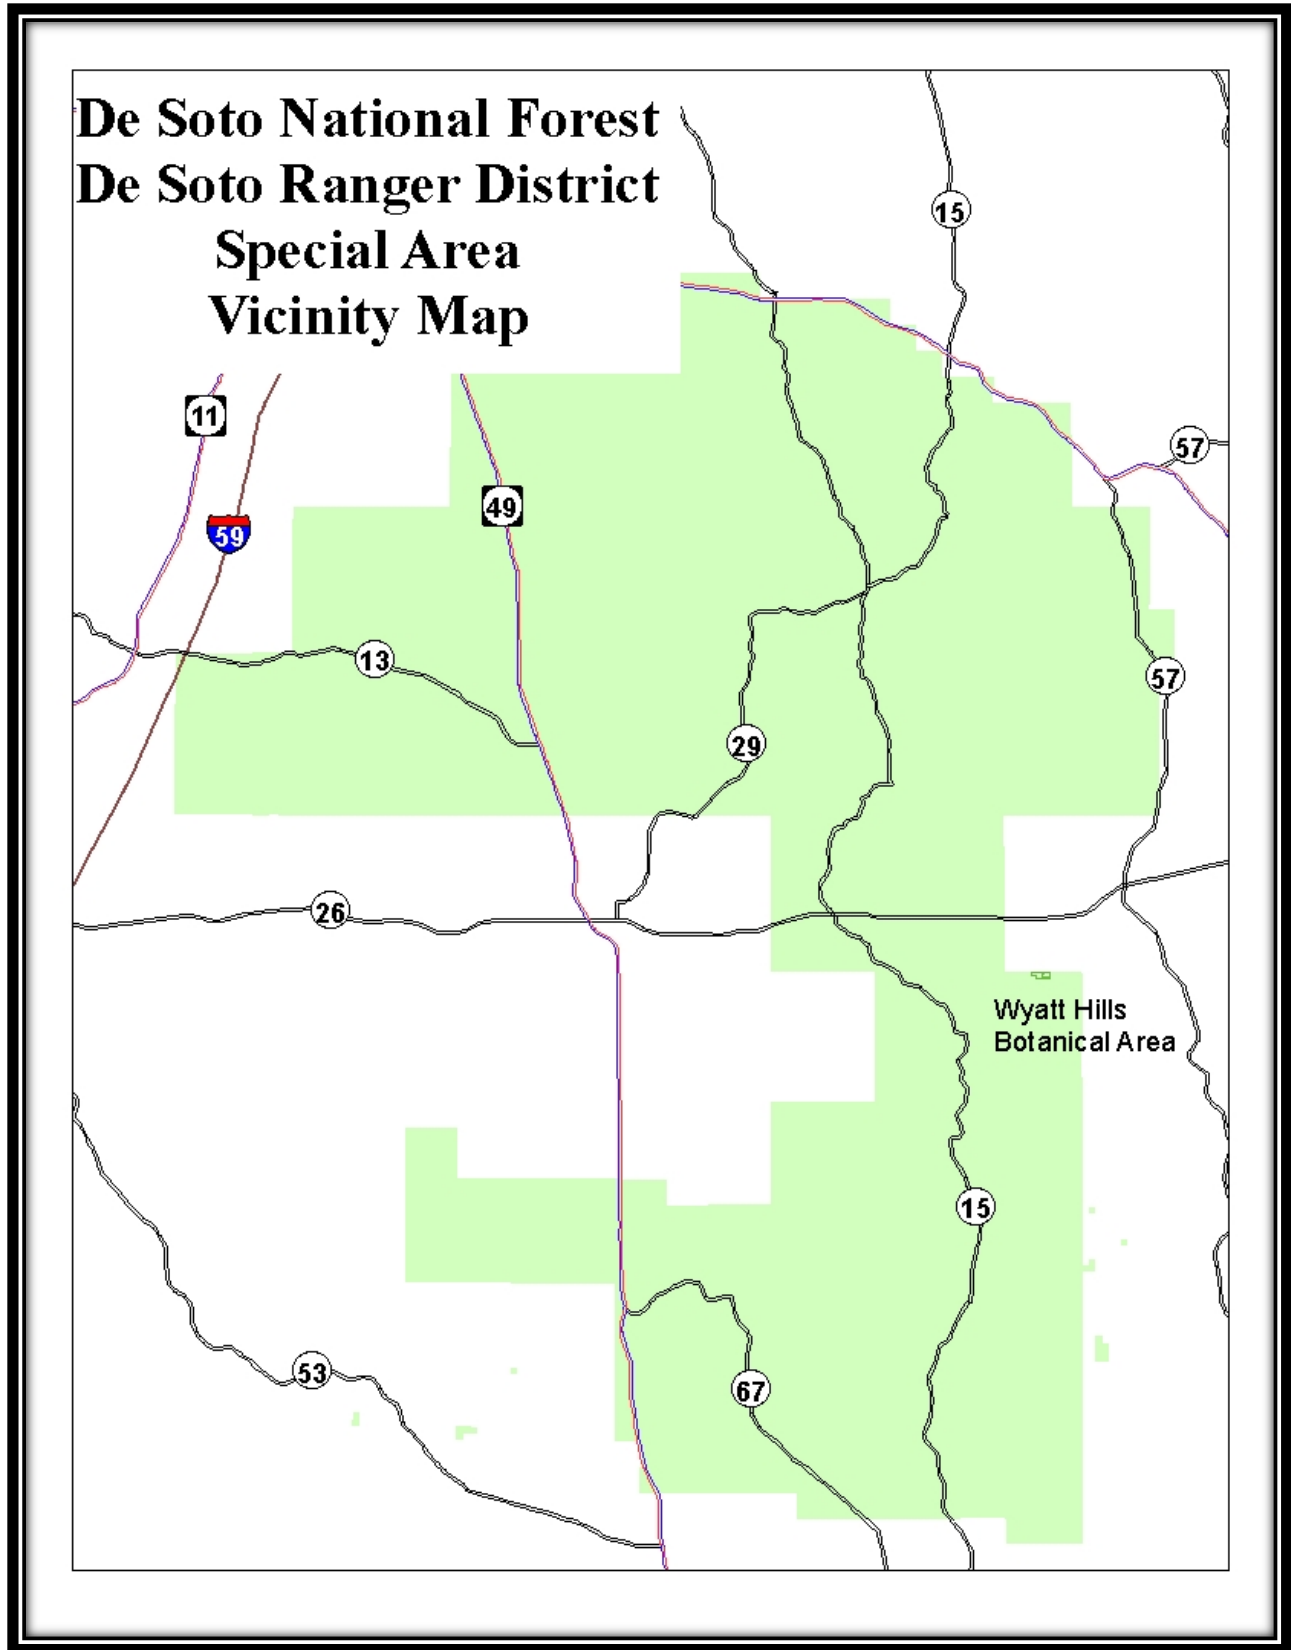 De Soto National Forest
De Soto Ranger District
Special Area
Vicinity Map
15
11
57
49
59
13
57
29
26
Wyatt Hills
Botanical Area
15
53
67